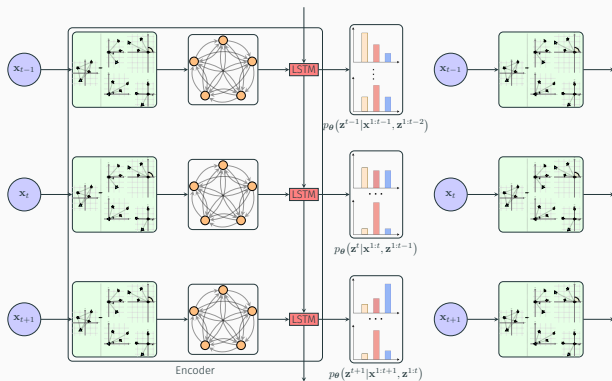 x_{t-1}
LSTM
p_θ(z^{t-1}|x^{1:t-1}, z^{1:t-2})
x_{t-1}
x_t
LSTM
p_θ(z^t|x^{1:t}, z^{1:t-1})
x_t
x_{t+1}
LSTM
p_θ(z^{t+1}|x^{1:t+1}, z^{1:t})
x_{t+1}
Encoder